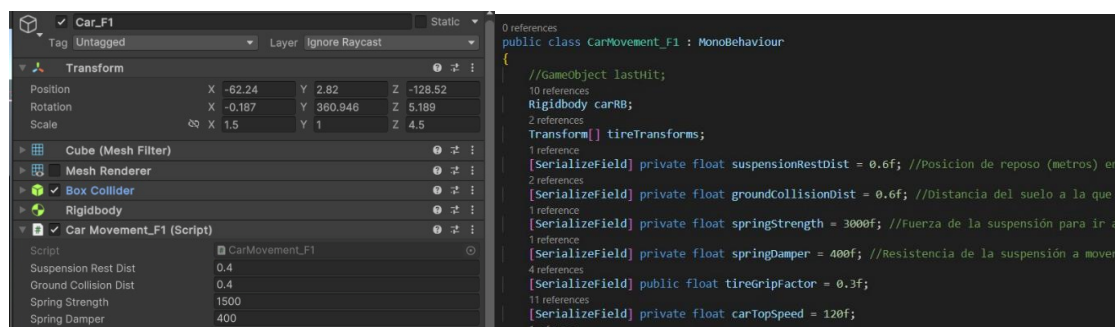 Car_F1
Static
Tag Untagged
Layer Ignore Raycast
Transform
Position X -62.24 Y 2.82 Z -128.52
Rotation X -0.187 Y 360.946 Z 5.189
Scale X 1.5 Y 1 Z 4.5
Cube (Mesh Filter)
Mesh Renderer
Box Collider
Rigidbody
Car Movement_F1 (Script)
Script CarMovement_F1
Suspension Rest Dist 0.4
Ground Collision Dist 0.4
Spring Strength 1500
Spring Damper 400
0 references
public class CarMovement_F1 : MonoBehaviour
{
//GameObject lastHit;
10 references
Rigidbody carRB;
2 references
Transform[] tireTransforms;
1 reference
[SerializeField] private float suspensionRestDist = 0.6f; //Posicion de reposo (metros) en
2 references
[SerializeField] private float groundCollisionDist = 0.6f; //Distancia del suelo a la que
1 reference
[SerializeField] private float springStrength = 3000f; //Fuerza de la suspensión para ir a
1 reference
[SerializeField] private float springDamper = 400f; //Resistencia de la suspensión a mover
4 references
[SerializeField] public float tireGripFactor = 0.3f;
11 references
[SerializeField] private float carTopSpeed = 120f;